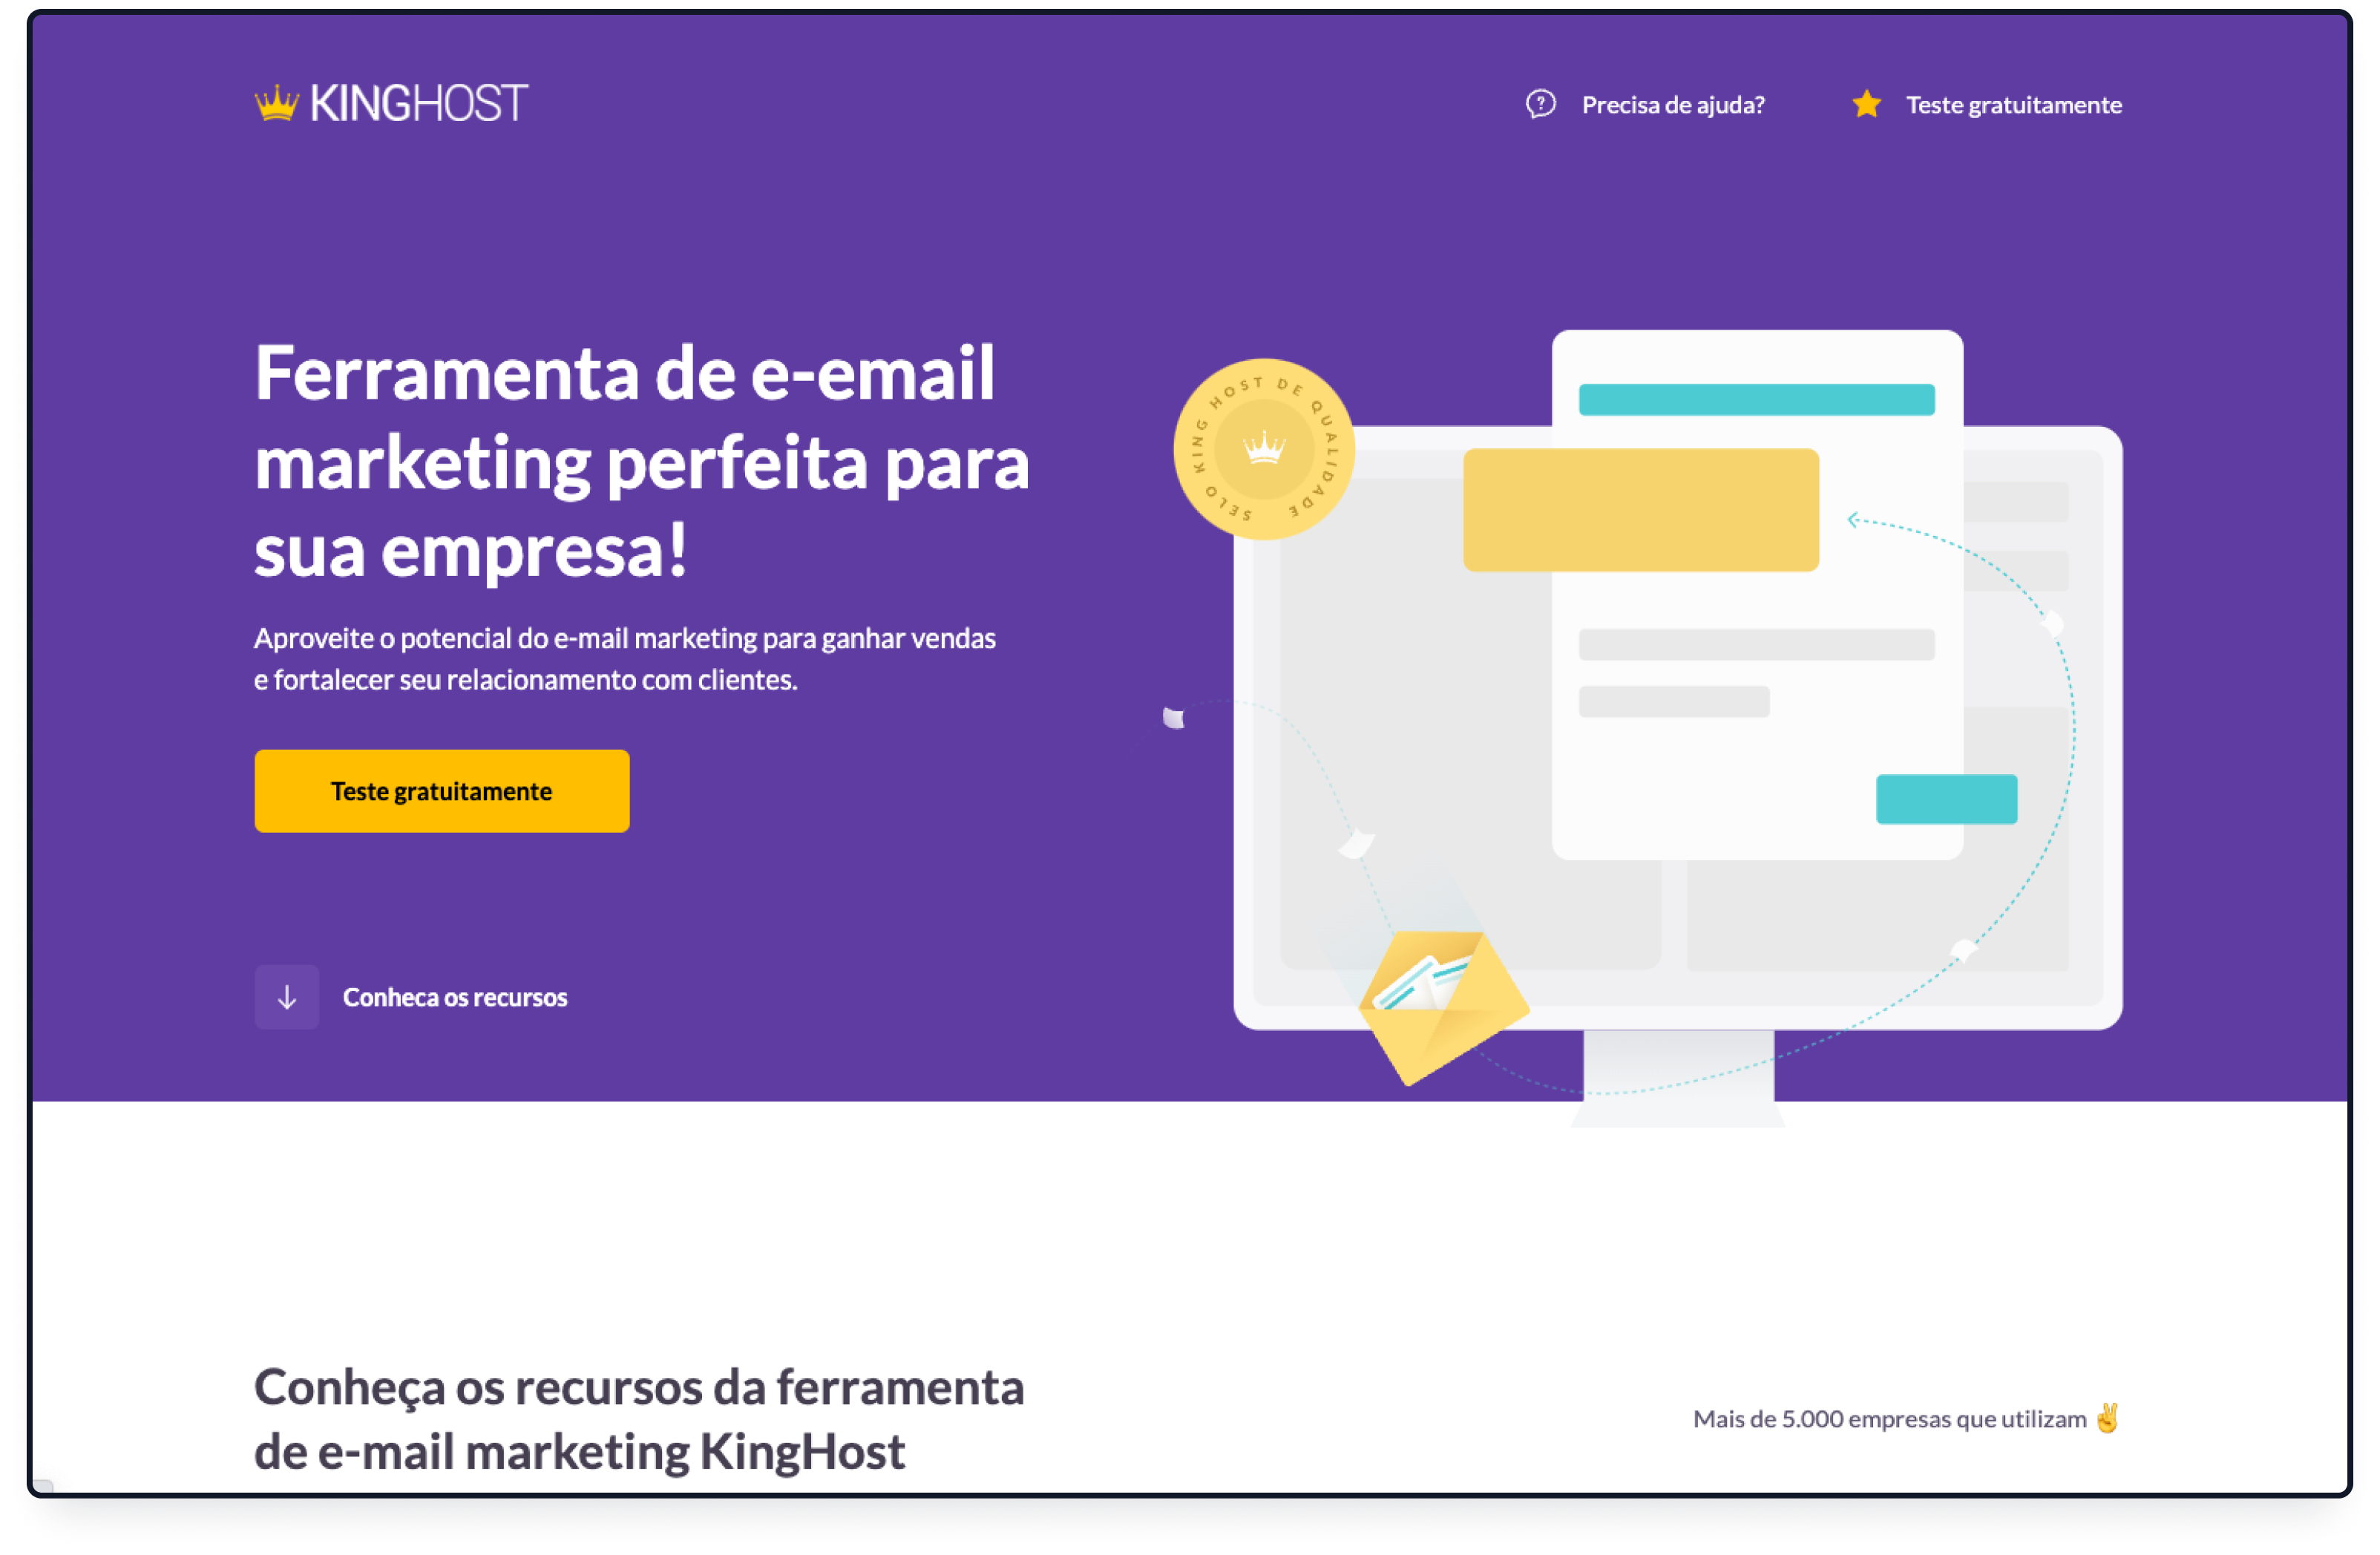 KINGHOST
Precisa de ajuda?
Teste gratuitamente
Ferramenta de e-email
marketing perfeita para
sua empresa!
Aproveite o potencial do e-mail marketing para ganhar vendas
e fortalecer seu relacionamento com clientes.
Teste gratuitamente
Conheca os recursos
SELO KING HOST DE QUALIDADE
Conheça os recursos da ferramenta
de e-mail marketing KingHost
Mais de 5.000 empresas que utilizam ✌️